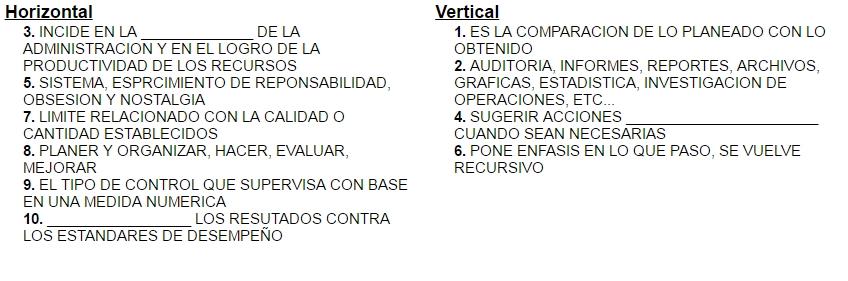 Horizontal
3. INCIDE EN LA _____________ DE LA
ADMINISTRACION Y EN EL LOGRO DE LA
PRODUCTIVIDAD DE LOS RECURSOS
5. SISTEMA, ESPRCIMIENTO DE REPONSABILIDAD,
OBSESION Y NOSTALGIA
7. LIMITE RELACIONADO CON LA CALIDAD O
CANTIDAD ESTABLECIDOS
8. PLANER Y ORGANIZAR, HACER, EVALUAR,
MEJORAR
9. EL TIPO DE CONTROL QUE SUPERVISA CON BASE
EN UNA MEDIDA NUMERICA
10. _________________ LOS RESUTADOS CONTRA
LOS ESTANDARES DE DESEMPEÑO
Vertical
1. ES LA COMPARACION DE LO PLANEADO CON LO
OBTENIDO
2. AUDITORIA, INFORMES, REPORTES, ARCHIVOS,
GRAFICAS, ESTADISTICA, INVESTIGACION DE
OPERACIONES, ETC...
4. SUGERIR ACCIONES _______________________
CUANDO SEAN NECESARIAS
6. PONE ENFASIS EN LO QUE PASO, SE VUELVE
RECURSIVO